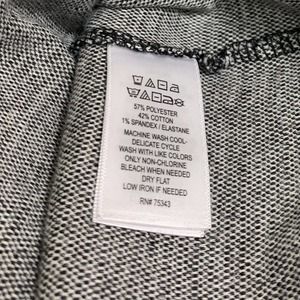 57% POLYESTER
42% COTTON
1% SPANDEX / ELASTANE
MACHINE WASH COOL-
DELICATE CYCLE
WASH WITH LIKE COLORS
ONLY NON-CHLORINE
BLEACH WHEN NEEDED
DRY FLAT
LOW IRON IF NEEDED
RN# 75343